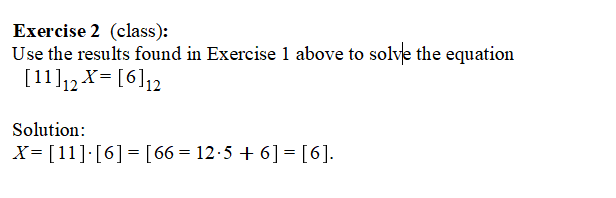 Exercise 2 (class):
Use the results found in Exercise 1 above to solve the equation
[11]₁₂ X= [6]₁₂
Solution:
X= [11]·[6] = [66 = 12·5 + 6] = [6].